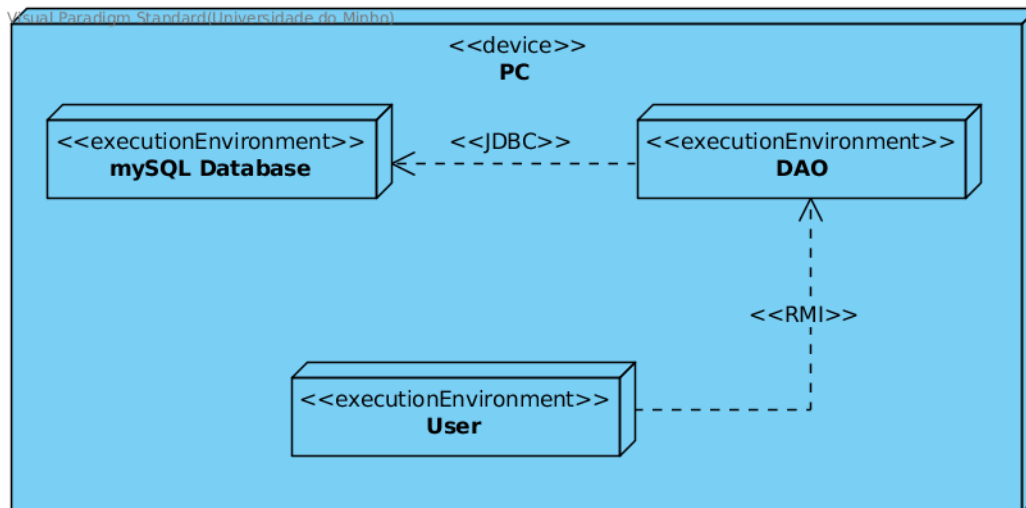 Visual Paradigm Standard(Universidade do Minho)
<<device>>
PC
<<executionEnvironment>>
mySQL Database
<<JDBC>>
<<executionEnvironment>>
DAO
<<RMI>>
<<executionEnvironment>>
User